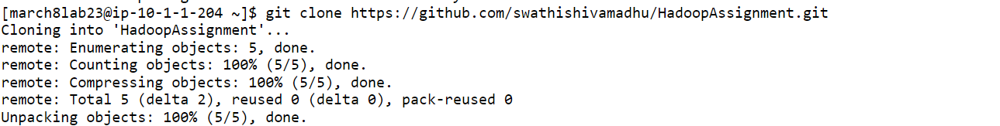 [march8lab23@ip-10-1-1-204 ~]$ git clone https://github.com/swathishivamadhu/HadoopAssignment.git
Cloning into 'HadoopAssignment'...
remote: Enumerating objects: 5, done.
remote: Counting objects: 100% (5/5), done.
remote: Compressing objects: 100% (5/5), done.
remote: Total 5 (delta 2), reused 0 (delta 0), pack-reused 0
Unpacking objects: 100% (5/5), done.